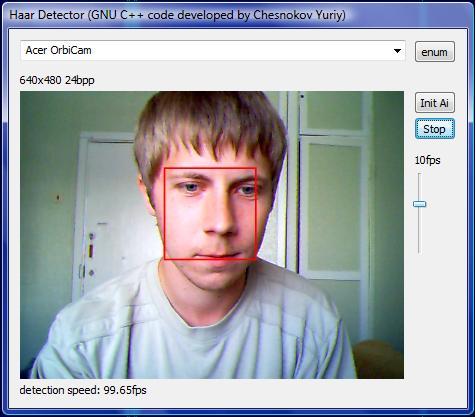 Haar Detector (GNU C++ code developed by Chesnokov Yuriy)
Acer OrbiCam
enum
640x480 24bpp
Init Ai
Stop
10fps
detection speed: 99.65fps